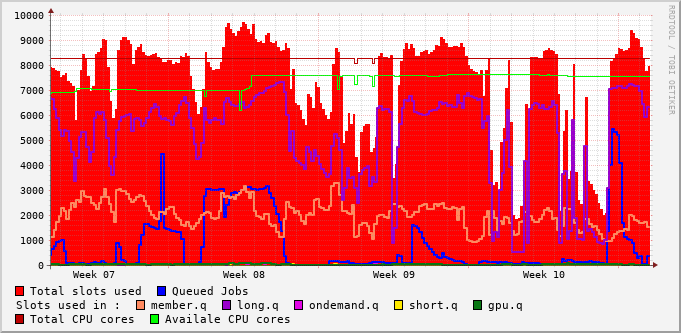 10000
9000
8000
7000
6000
5000
4000
3000
2000
1000
0
Week 07 Week 08 Week 09 Week 10
RRDTOOL / TOBI OETIKER
Total slots used Queued Jobs
Slots used in : member.q long.q ondemand.q short.q gpu.q
Total CPU cores Availale CPU cores